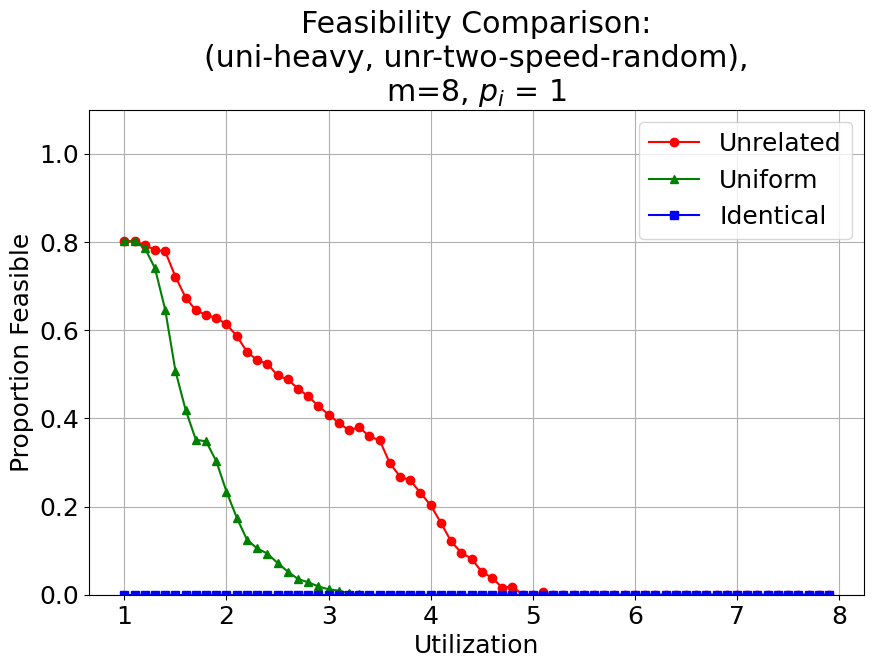 Feasibility Comparison:
(uni-heavy, unr-two-speed-random),
m=8, $p_i$ = 1
Unrelated
Uniform
Identical
Proportion Feasible
1.0
0.8
0.6
0.4
0.2
0.0
1 2 3 4 5 6 7 8
Utilization